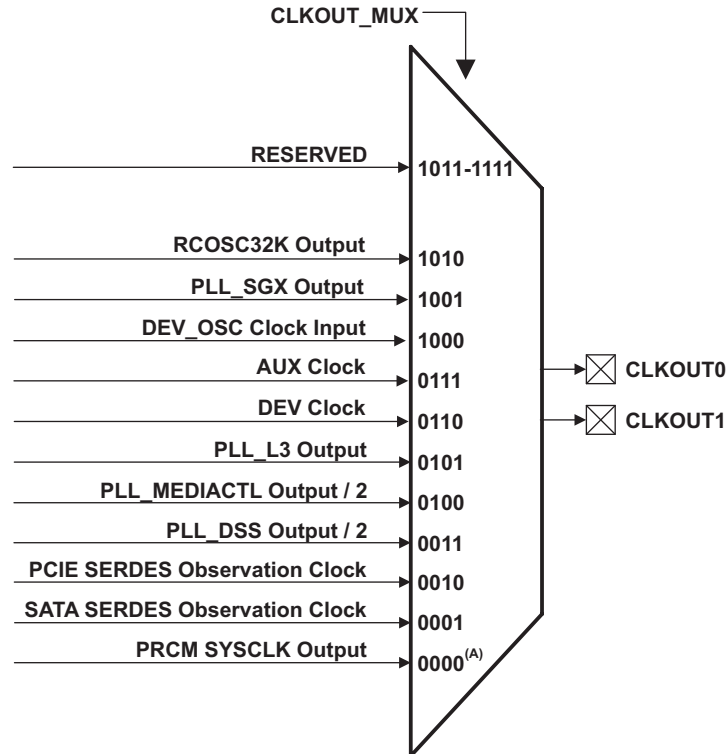 CLKOUT_MUX
RESERVED 1011-1111
RCOSC32K Output 1010
PLL_SGX Output 1001
DEV_OSC Clock Input 1000
AUX Clock 0111
CLKOUT0
DEV Clock 0110
CLKOUT1
PLL_L3 Output 0101
PLL_MEDIACTL Output / 2 0100
PLL_DSS Output / 2 0011
PCIE SERDES Observation Clock 0010
SATA SERDES Observation Clock 0001
PRCM SYSCLK Output 0000(A)